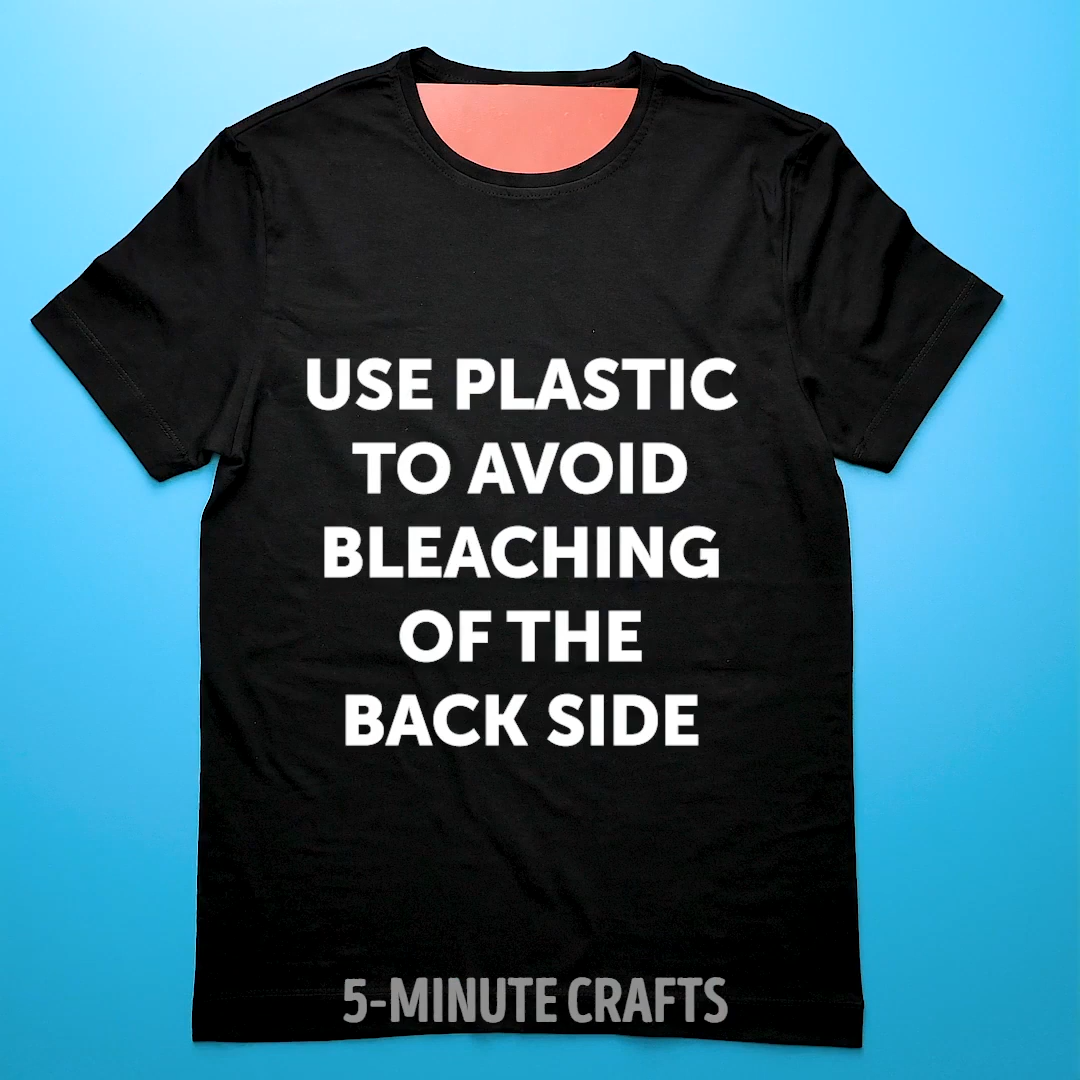 USE PLASTIC
TO AVOID
BLEACHING
OF THE
BACK SIDE
5-MINUTE CRAFTS